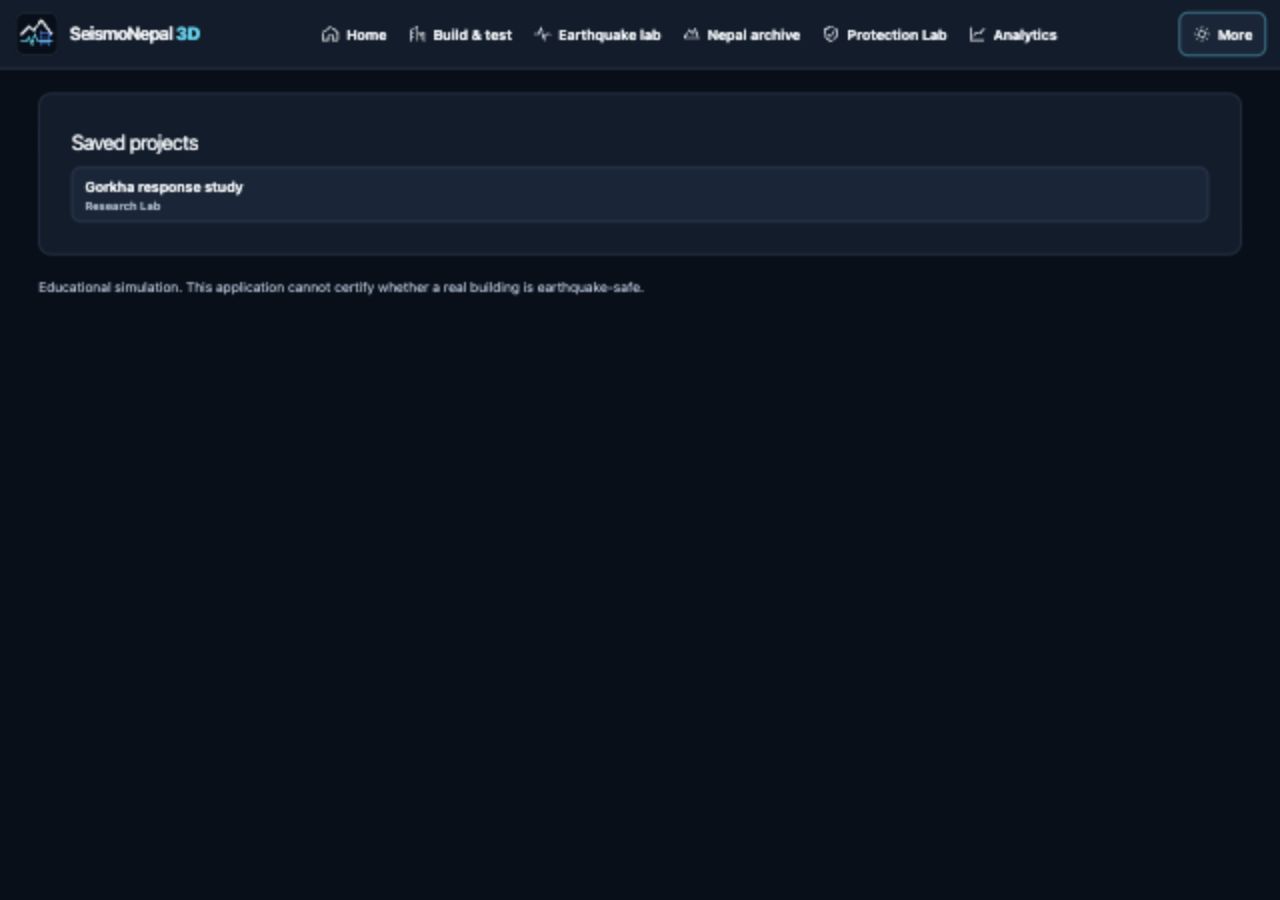 SeismoNepal 3D
Home
Build & test
Earthquake lab
Nepal archive
Protection Lab
Analytics
More
Saved projects
Gorkha response study
Research Lab
Educational simulation. This application cannot certify whether a real building is earthquake-safe.